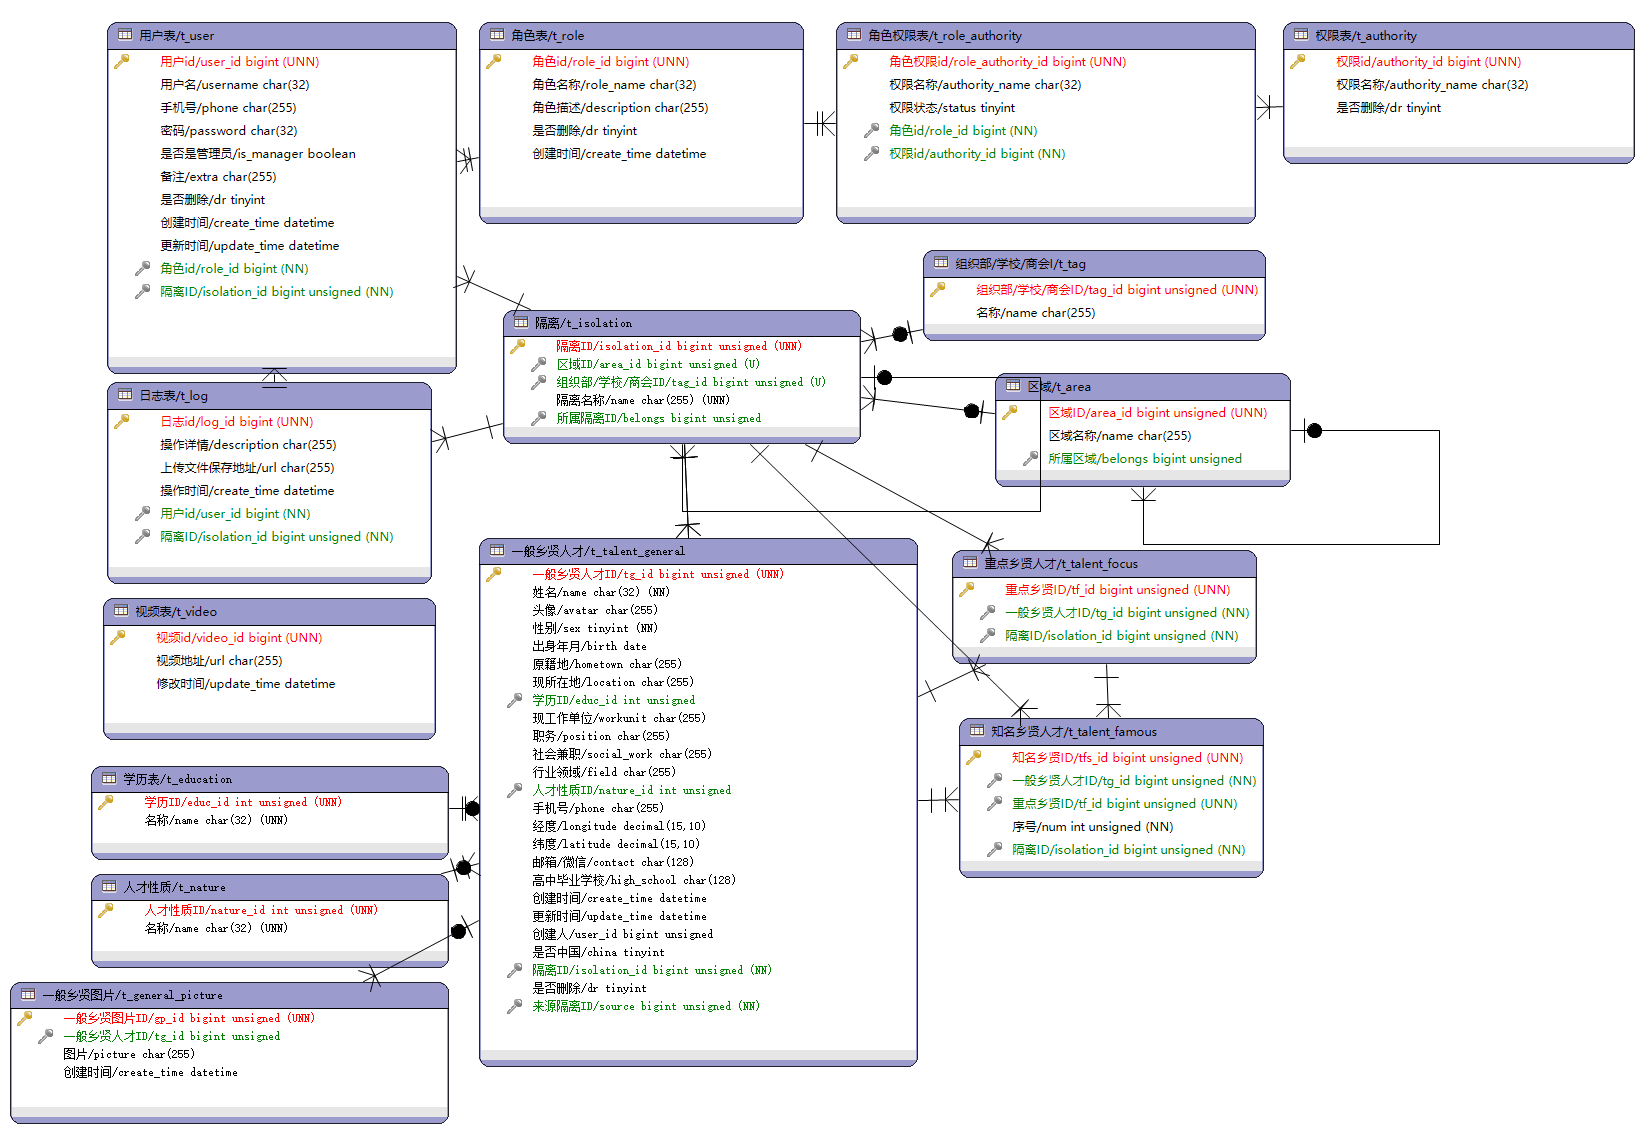 用户表/t_user
用户id/user_id bigint (UNN)
用户名/username char(32)
手机号/phone char(255)
密码/password char(32)
是否是管理员/is_manager boolean
备注/extra char(255)
是否删除/dr tinyint
创建时间/create_time datetime
更新时间/update_time datetime
角色id/role_id bigint (NN)
隔离ID/isolation_id bigint unsigned (NN)
角色表/t_role
角色id/role_id bigint (UNN)
角色名称/role_name char(32)
角色描述/description char(255)
是否删除/dr tinyint
创建时间/create_time datetime
角色权限表/t_role_authority
角色权限id/role_authority_id bigint (UNN)
权限名称/authority_name char(32)
权限状态/status tinyint
角色id/role_id bigint (NN)
权限id/authority_id bigint (NN)
权限表/t_authority
权限id/authority_id bigint (UNN)
权限名称/authority_name char(32)
是否删除/dr tinyint
组织部/学校/商会I/t_tag
组织部/学校/商会ID/tag_id bigint unsigned (UNN)
名称/name char(255)
隔离/t_isolation
隔离ID/isolation_id bigint unsigned (UNN)
区域ID/area_id bigint unsigned (U)
组织部/学校/商会ID/tag_id bigint unsigned (U)
隔离名称/name char(255) (UNN)
所属隔离ID/belongs bigint unsigned
区域/t_area
区域ID/area_id bigint unsigned (UNN)
区域名称/name char(255)
所属区域/belongs bigint unsigned
日志表/t_log
日志id/log_id bigint (UNN)
操作详情/description char(255)
上传文件保存地址/url char(255)
操作时间/create_time datetime
用户id/user_id bigint (NN)
隔离ID/isolation_id bigint unsigned (NN)
一般乡贤人才/t_talent_general
一般乡贤人才ID/tg_id bigint unsigned (UNN)
姓名/name char(32) (NN)
头像/avatar char(255)
性别/sex tinyint (NN)
出身年月/birth date
原籍地/hometown char(255)
现所在地/location char(255)
学历ID/educ_id int unsigned
现工作单位/workunit char(255)
职务/position char(255)
社会兼职/social_work char(255)
行业领域/field char(255)
人才性质ID/nature_id int unsigned
手机号/phone char(255)
经度/longitude decimal(15,10)
纬度/latitude decimal(15,10)
邮箱/微信/contact char(128)
高中毕业学校/high_school char(128)
创建时间/create_time datetime
更新时间/update_time datetime
创建人/user_id bigint unsigned
是否中国/china tinyint
隔离ID/isolation_id bigint unsigned (NN)
是否删除/dr tinyint
来源隔离ID/source bigint unsigned (NN)
重点乡贤人才/t_talent_focus
重点乡贤ID/tf_id bigint unsigned (UNN)
一般乡贤人才ID/tg_id bigint unsigned (NN)
隔离ID/isolation_id bigint unsigned (NN)
视频表/t_video
视频id/video_id bigint (UNN)
视频地址/url char(255)
修改时间/update_time datetime
知名乡贤人才/t_talent_famous
知名乡贤ID/tfs_id bigint unsigned (UNN)
一般乡贤人才ID/tg_id bigint unsigned (NN)
重点乡贤ID/tf_id bigint unsigned (UNN)
序号/num int unsigned (NN)
隔离ID/isolation_id bigint unsigned (NN)
学历表/t_education
学历ID/educ_id int unsigned (UNN)
名称/name char(32) (UNN)
人才性质/t_nature
人才性质ID/nature_id int unsigned (UNN)
名称/name char(32) (UNN)
一般乡贤图片/t_general_picture
一般乡贤图片ID/gp_id bigint unsigned (UNN)
一般乡贤人才ID/tg_id bigint unsigned
图片/picture char(255)
创建时间/create_time datetime